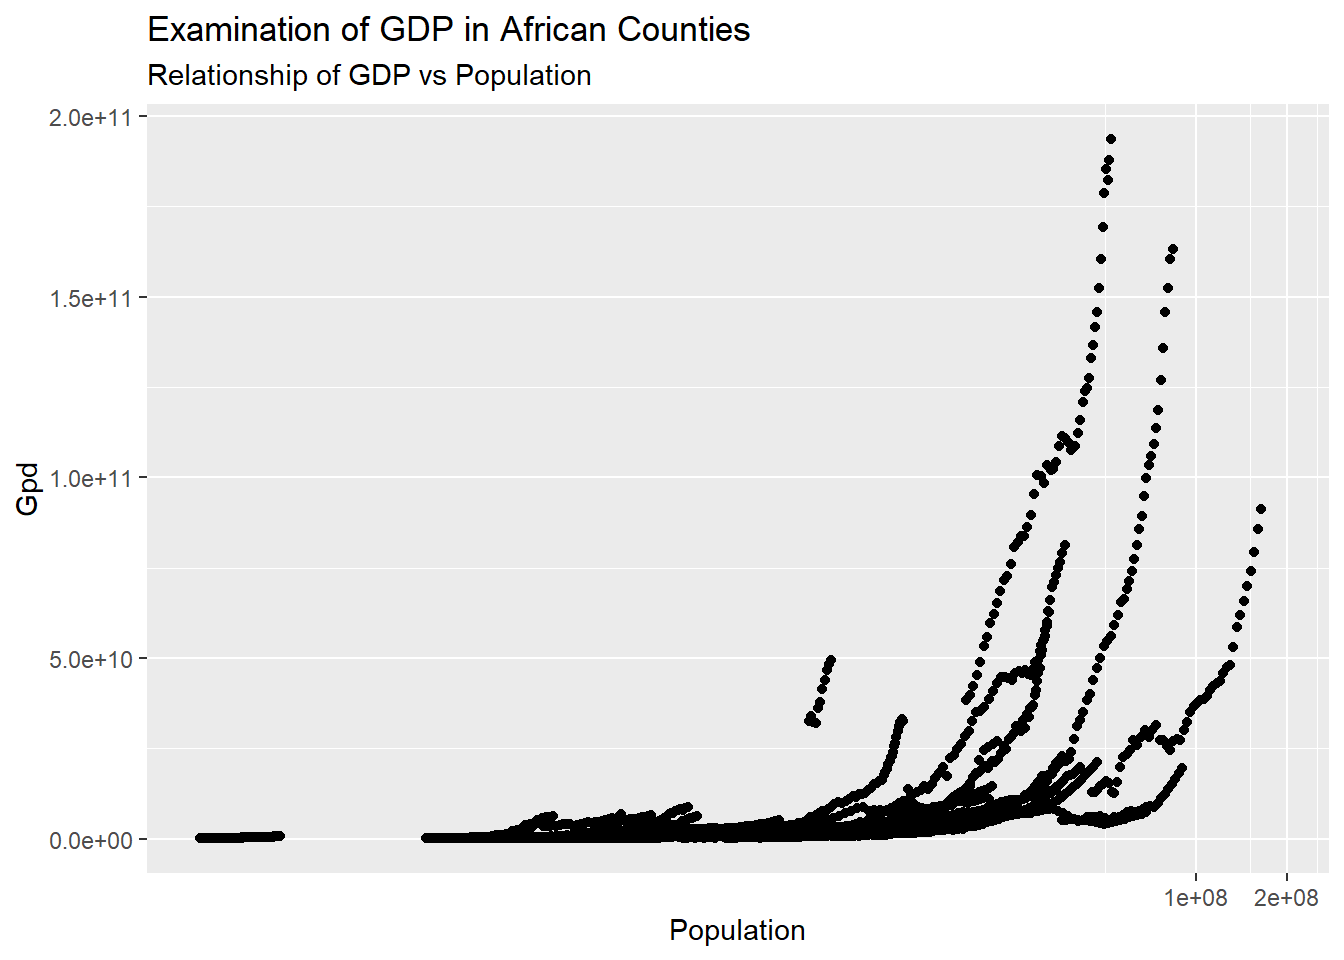 Examination of GDP in African Counties
Relationship of GDP vs Population
2.0e+11
1.5e+11
1.0e+11
5.0e+10
0.0e+00
Gpd
1e+08 2e+08
Population